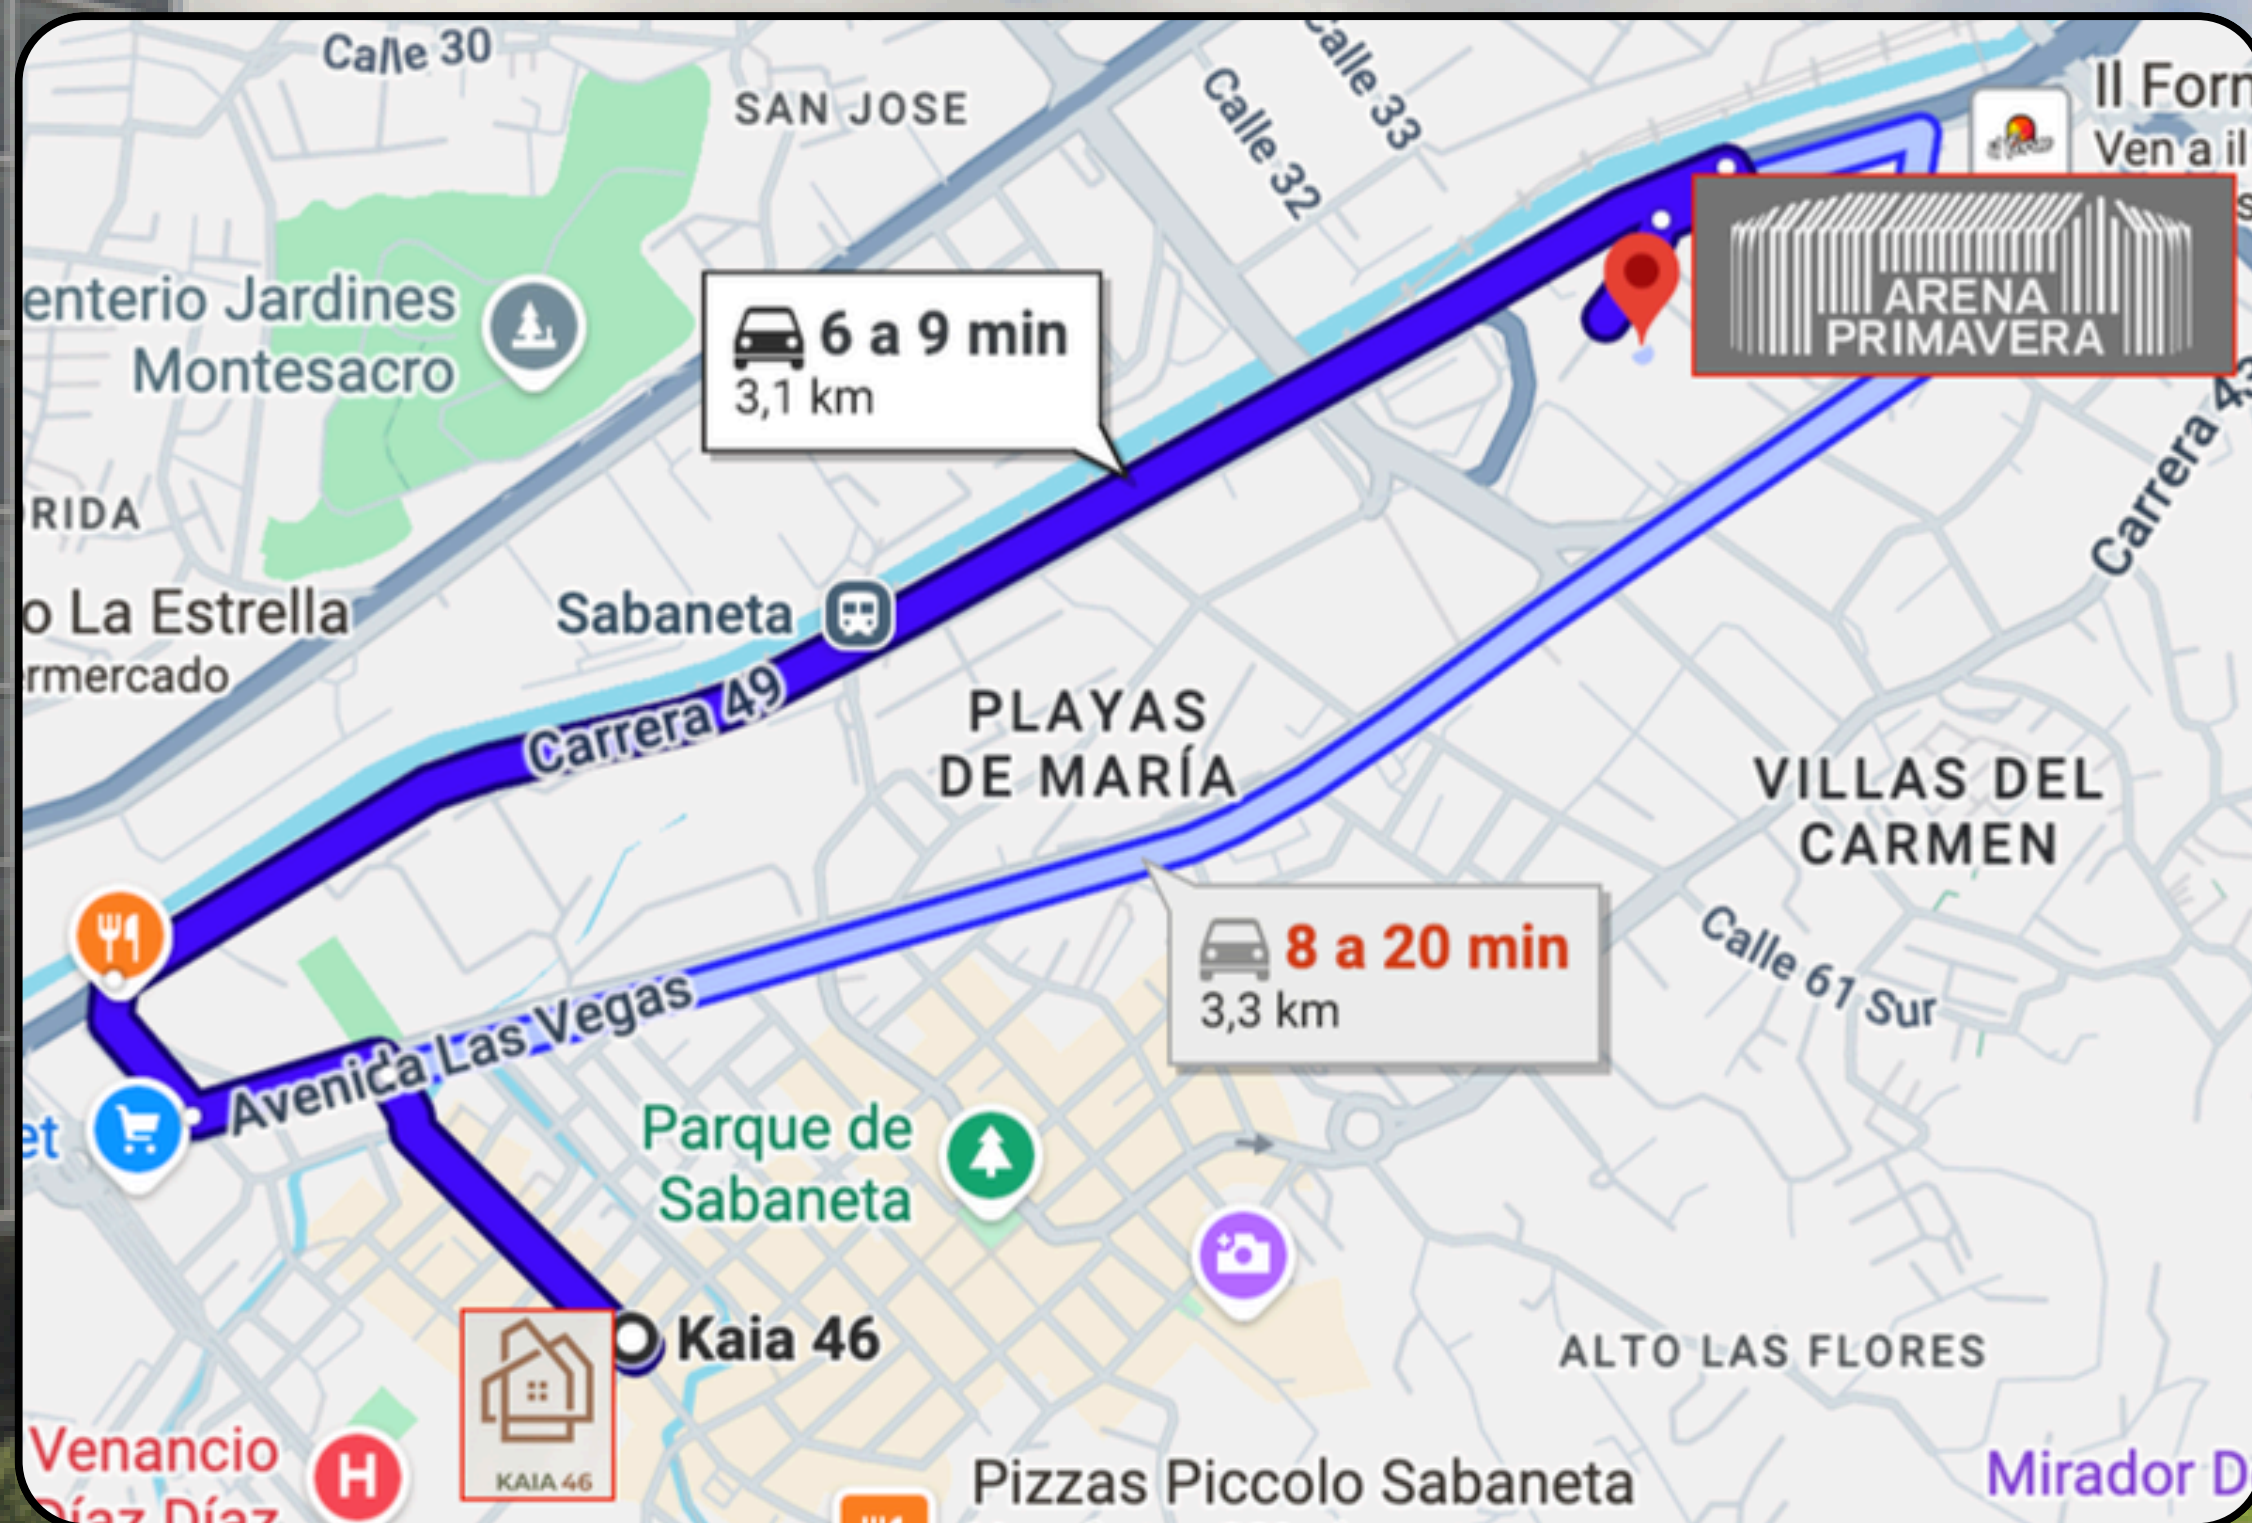 Calle 30
SAN JOSE
Calle 33
Calle 32
Il Forn
Ven a il
ARENA
PRIMAVERA
enterio Jardines
Montesacro
6 a 9 min
3,1 km
Carrera 43
RIDA
o La Estrella
ermercado
Sabaneta
Carrera 49
PLAYAS
DE MARÍA
VILLAS DEL
CARMEN
8 a 20 min
3,3 km
Calle 61 Sur
Avenida Las Vegas
et
Parque de
Sabaneta
Kaia 46
KAIA 46
ALTO LAS FLORES
Venancio
Díaz Díaz
Pizzas Piccolo Sabaneta
Mirador D